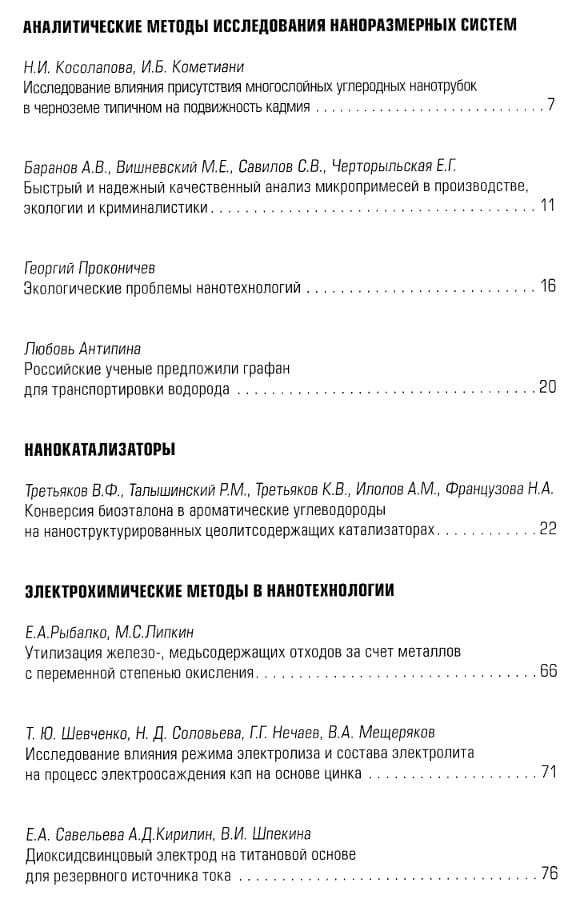 АНАЛИТИЧЕСКИЕ МЕТОДЫ ИССЛЕДОВАНИЯ НАНОРАЗМЕРНЫХ СИСТЕМ
Н.И. Косолапова, И.Б. Кометиани
Исследование влияния присутствия многослойных углеродных нанотрубок
в черноземе типичном на подвижность кадмия . . . . . . . . . . . . . . . . . . . . . . . . . . 7
Баранов А.В., Вишневский М.Е., Савилов С.В., Черторыльская Е.Г.
Быстрый и надежный качественный анализ микропримесей в производстве,
экологии и криминалистики. . . . . . . . . . . . . . . . . . . . . . . . . . . . . . . . . . . . . 11
Георгий Проконичев
Экологические проблемы нанотехнологий . . . . . . . . . . . . . . . . . . . . . . . . . . 16
Любовь Антипина
Российские ученые предложили графан
для транспортировки водорода . . . . . . . . . . . . . . . . . . . . . . . . . . . . . . . . . 20
НАНОКАТАЛИЗАТОРЫ
Третьяков В.Ф., Талышинский Р.М., Третьяков К.В., Илолов А.М., Французова Н.А.
Конверсия биоэталона в ароматические углеводороды
на наноструктурированных цеолитсодержащих катализаторах. . . . . . . . . . . 22
ЭЛЕКТРОХИМИЧЕСКИЕ МЕТОДЫ В НАНОТЕХНОЛОГИИ
Е.А.Рыбалко, М.С.Липкин
Утилизация железо-, медьсодержащих отходов за счет металлов
с переменной степенью окисления. . . . . . . . . . . . . . . . . . . . . . . . . . . . . . . 66
Т. Ю. Шевченко, Н. Д. Соловьева, Г.Г. Нечаев, В.А. Мещеряков
Исследование влияния режима электролиза и состава электролита
на процесс электроосаждения кэп на основе цинка . . . . . . . . . . . . . . . . . . . 71
Е.А. Савельева А.Д.Кирилин, В.И. Шпекина
Диоксидсвинцовый электрод на титановой основе
для резервного источника тока . . . . . . . . . . . . . . . . . . . . . . . . . . . . . . . . . 76